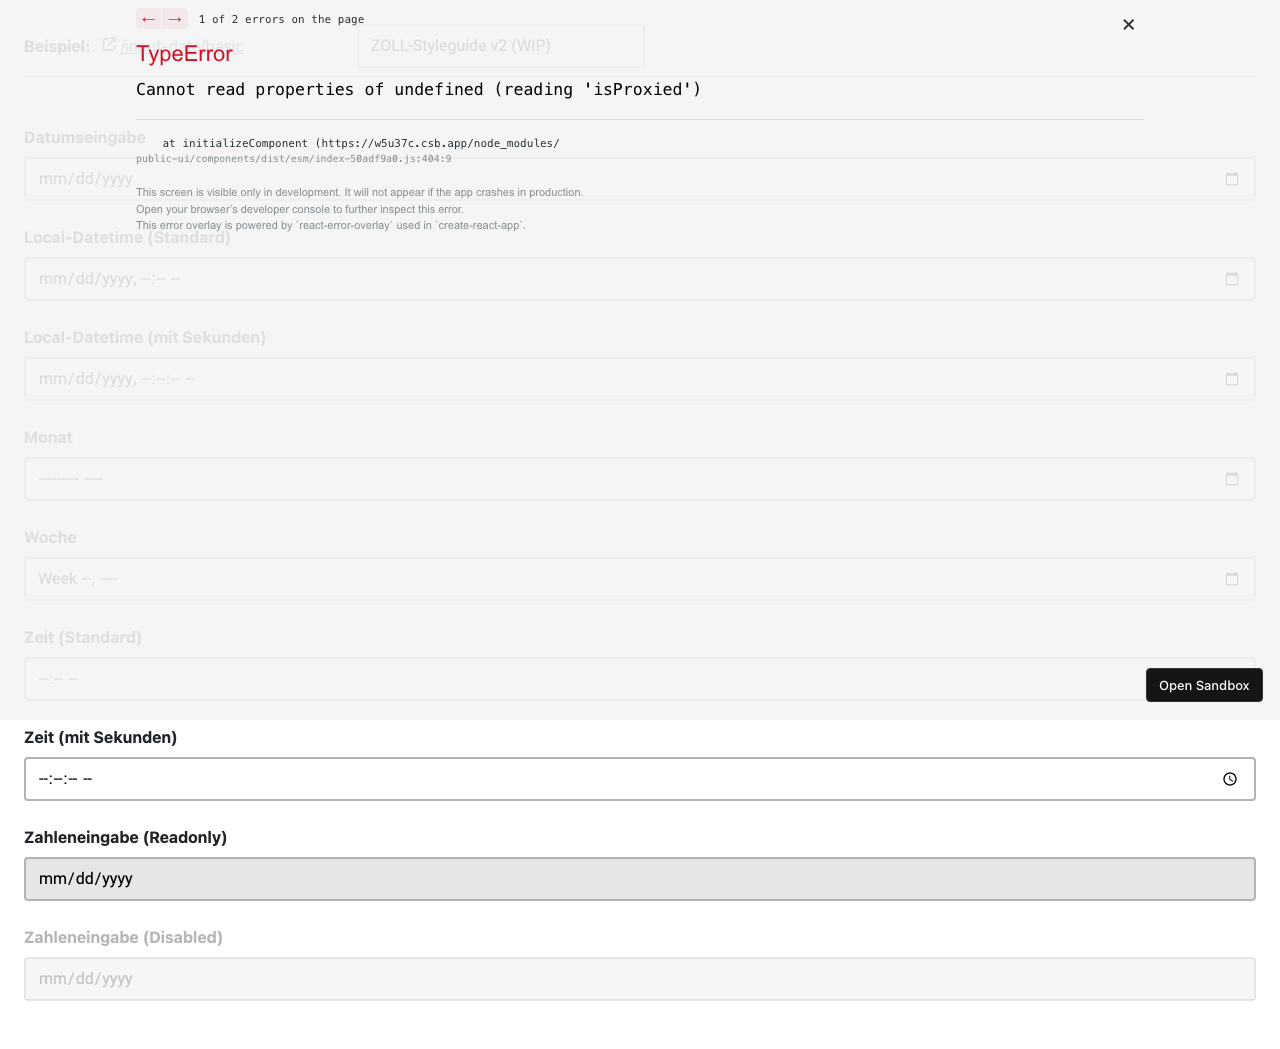 ← → 1 of 2 errors on the page
Beispiel: /input-date/basic ZOLL-Styleguide v2 (WIP)
TypeError
Cannot read properties of undefined (reading 'isProxied')
Datumseingabe
at initializeComponent (https://w5u37c.csb.app/node_modules/
public-ui/components/dist/esm/index-50adf9a0.js:404:9
mm/dd/yyyy
This screen is visible only in development. It will not appear if the app crashes in production.
Open your browser’s developer console to further inspect this error.
This error overlay is powered by `react-error-overlay` used in `create-react-app`.
Local-Datetime (Standard)
mm/dd/yyyy, --:-- --
Local-Datetime (mit Sekunden)
mm/dd/yyyy, --:--:-- --
Monat
--------- ----
Woche
Week --, ----
Zeit (Standard)
--:-- --
Open Sandbox
Zeit (mit Sekunden)
--:--:-- --
Zahleneingabe (Readonly)
mm/dd/yyyy
Zahleneingabe (Disabled)
mm/dd/yyyy